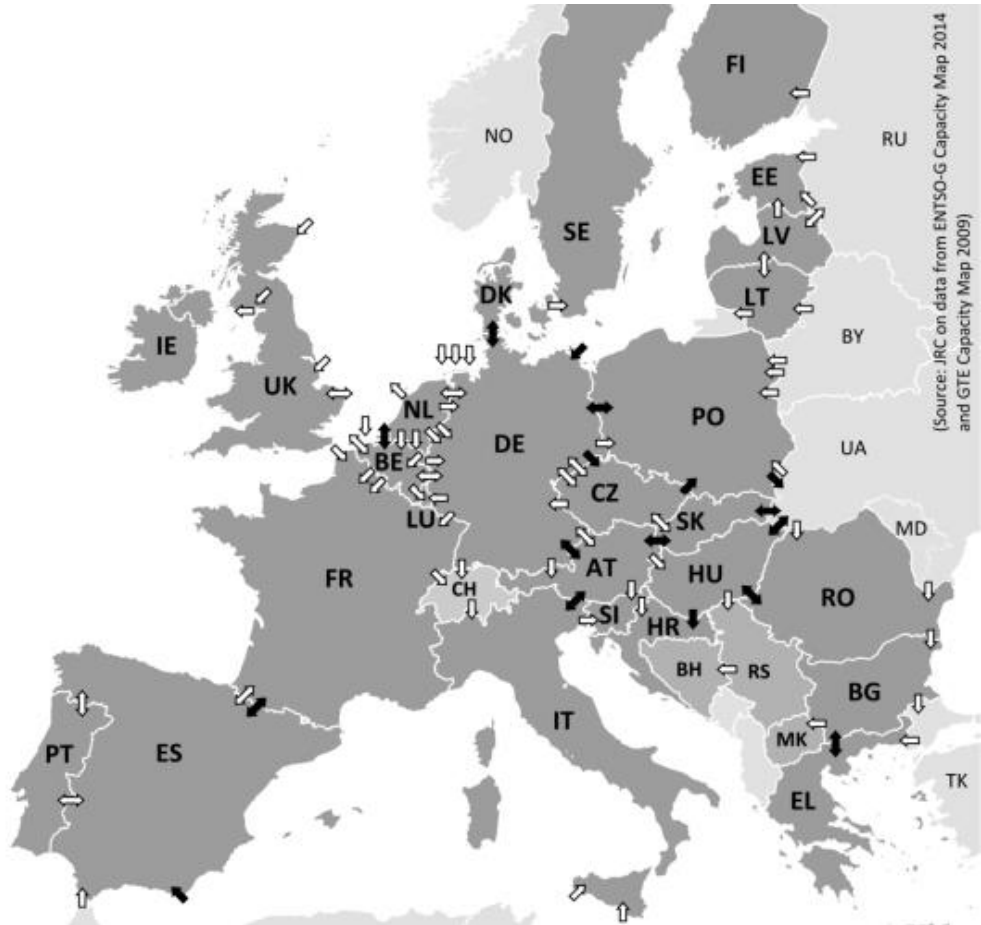 FI
NO
RU
EE
SE
LV
DK
LT
IE
BY
UK
NL
PO
DE
BE
UA
CZ
LU
SK
MD
FR
AT
HU
CH
RO
SI
HR
BH
RS
BG
IT
PT
ES
MK
TK
EL
(Source: JRC on data from ENTSO-G Capacity Map 2014
and GTE Capacity Map 2009)